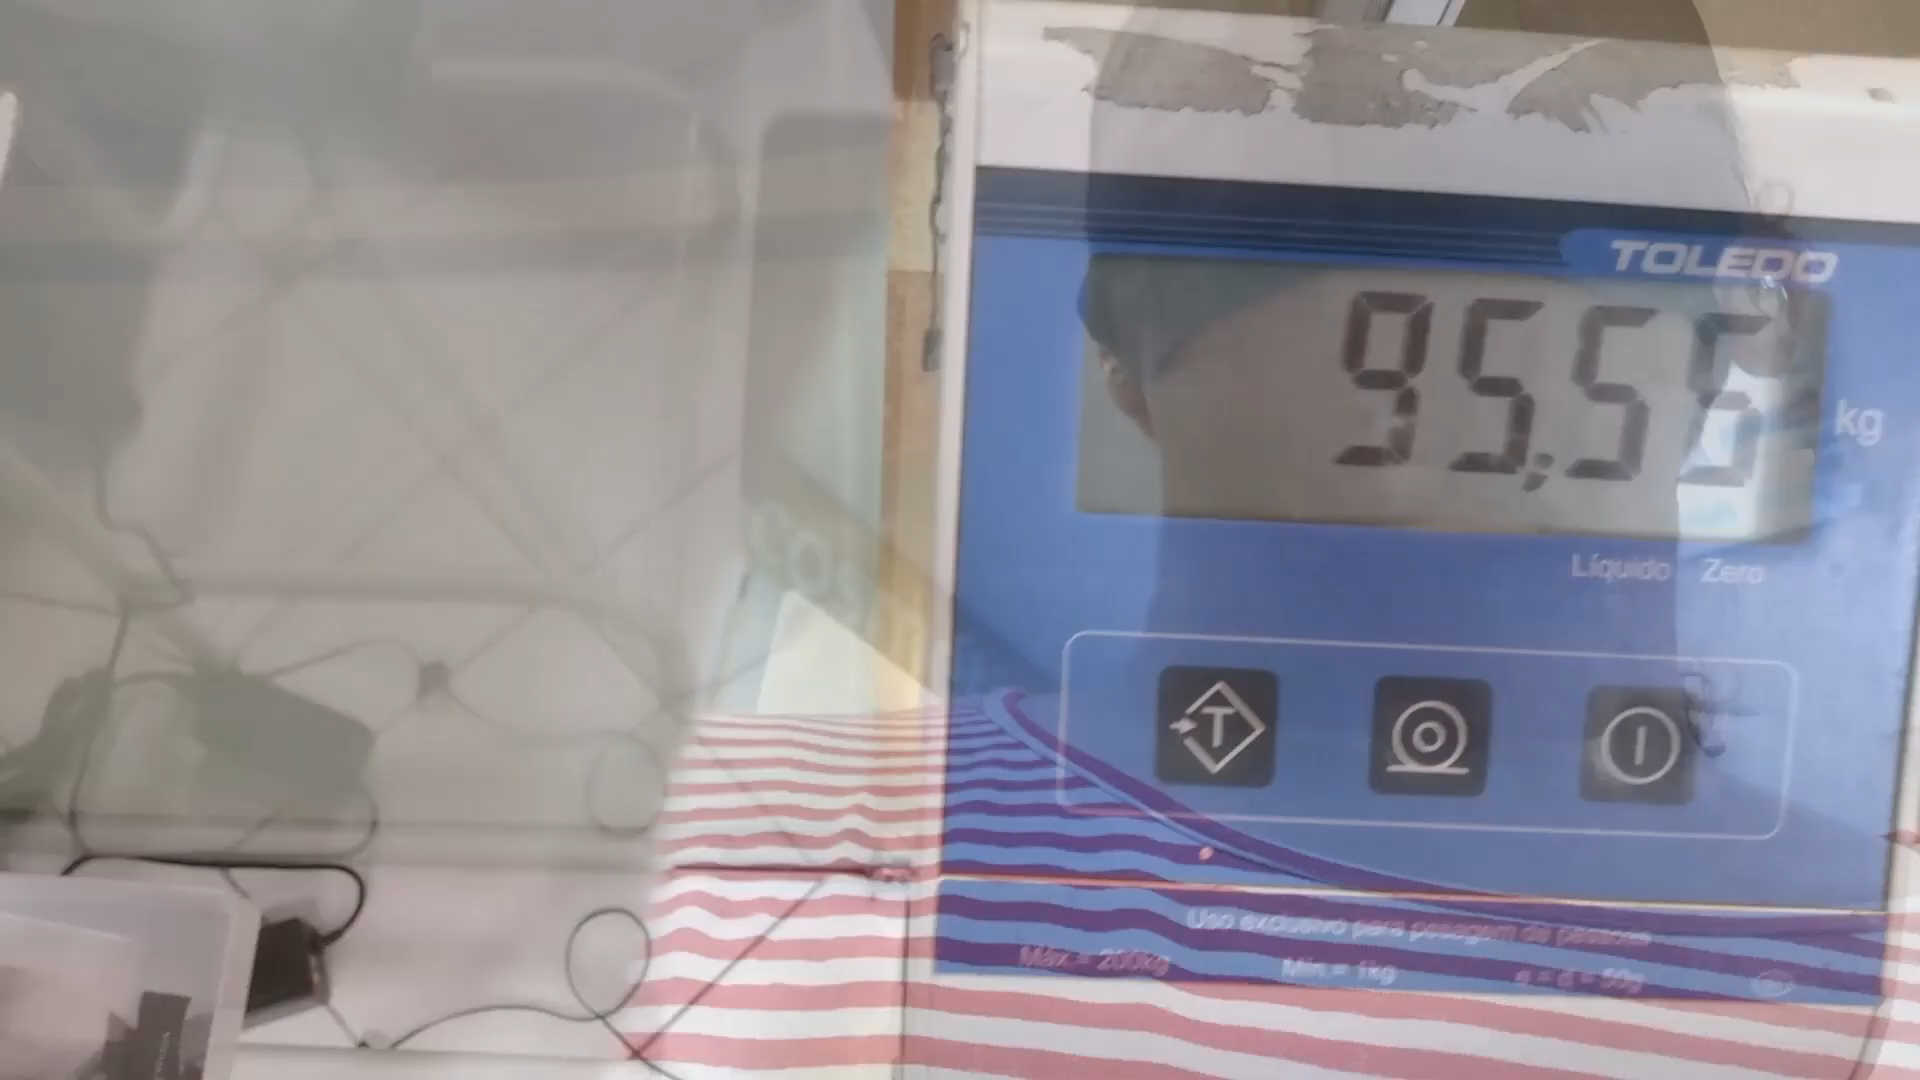 TOLEDO
95,55
kg
Líquido Zero
T
Uso exclusivo para pesagem de pessoas
Máx.= 200kg Mín.= 1kg e = d = 50g